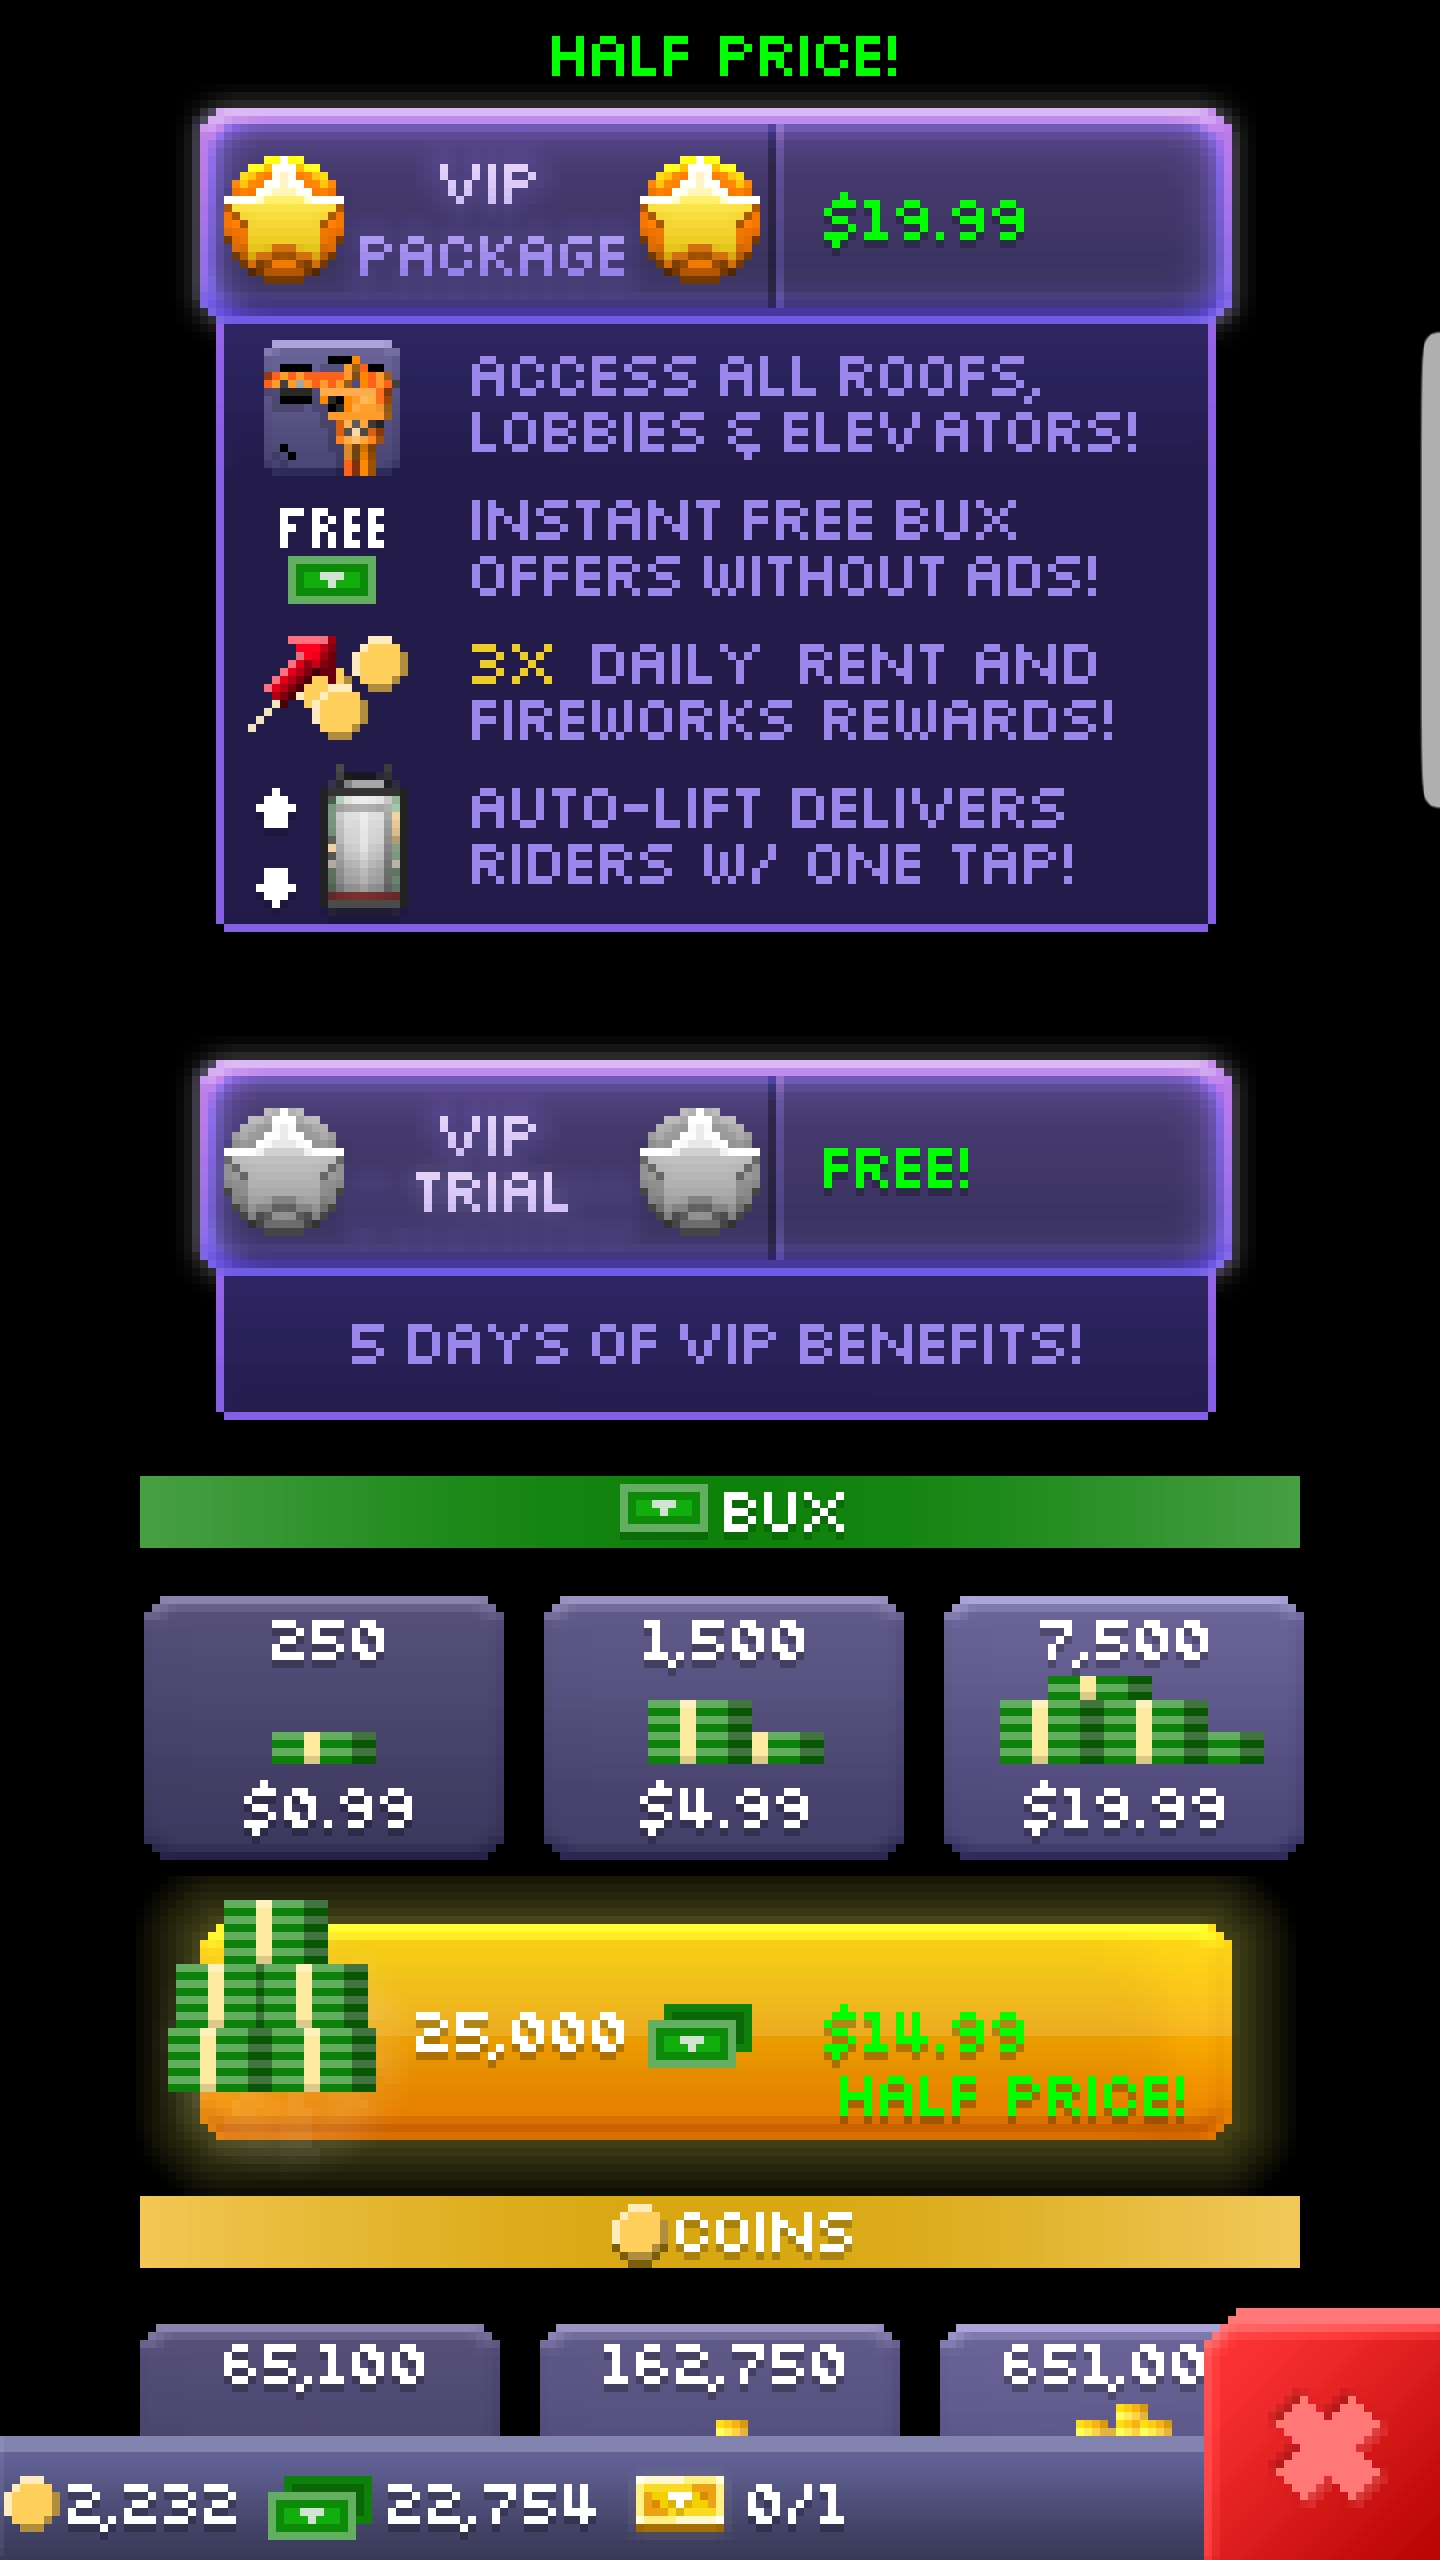 HALF PRICE!
VIP
PACKAGE
$19.99
ACCESS ALL ROOFS,
LOBBIES & ELEVATORS!
FREE
INSTANT FREE BUX
OFFERS WITHOUT ADS!
3X DAILY RENT AND
FIREWORKS REWARDS!
AUTO-LIFT DELIVERS
RIDERS W/ ONE TAP!
VIP
TRIAL
FREE!
5 DAYS OF VIP BENEFITS!
BUX
250
$0.99
1,500
$4.99
7,500
$19.99
25,000
$14.99
HALF PRICE!
COINS
65,100
162,750
651,00
2,232
22,754
0/1